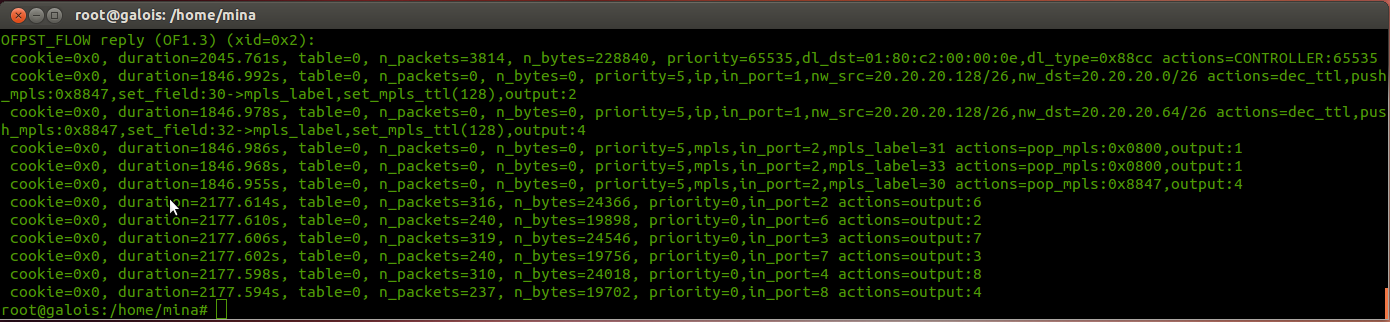 root@galois: /home/mina
OFPST_FLOW reply (OF1.3) (xid=0x2):
cookie=0x0, duration=2045.761s, table=0, n_packets=3814, n_bytes=228840, priority=65535,dl_dst=01:80:c2:00:00:0e,dl_type=0x88cc actions=CONTROLLER:65535
cookie=0x0, duration=1846.992s, table=0, n_packets=0, n_bytes=0, priority=5,ip,in_port=1,nw_src=20.20.20.128/26,nw_dst=20.20.20.0/26 actions=dec_ttl,push
_mpls:0x8847,set_field:30->mpls_label,set_mpls_ttl(128),output:2
cookie=0x0, duration=1846.978s, table=0, n_packets=0, n_bytes=0, priority=5,ip,in_port=1,nw_src=20.20.20.128/26,nw_dst=20.20.20.64/26 actions=dec_ttl,pus
h_mpls:0x8847,set_field:32->mpls_label,set_mpls_ttl(128),output:4
cookie=0x0, duration=1846.986s, table=0, n_packets=0, n_bytes=0, priority=5,mpls,in_port=2,mpls_label=31 actions=pop_mpls:0x0800,output:1
cookie=0x0, duration=1846.968s, table=0, n_packets=0, n_bytes=0, priority=5,mpls,in_port=2,mpls_label=33 actions=pop_mpls:0x0800,output:1
cookie=0x0, duration=1846.955s, table=0, n_packets=0, n_bytes=0, priority=5,mpls,in_port=2,mpls_label=30 actions=pop_mpls:0x8847,output:4
cookie=0x0, duration=2177.614s, table=0, n_packets=316, n_bytes=24366, priority=0,in_port=2 actions=output:6
cookie=0x0, duration=2177.610s, table=0, n_packets=240, n_bytes=19898, priority=0,in_port=6 actions=output:2
cookie=0x0, duration=2177.606s, table=0, n_packets=319, n_bytes=24546, priority=0,in_port=3 actions=output:7
cookie=0x0, duration=2177.602s, table=0, n_packets=240, n_bytes=19756, priority=0,in_port=7 actions=output:3
cookie=0x0, duration=2177.598s, table=0, n_packets=310, n_bytes=24018, priority=0,in_port=4 actions=output:8
cookie=0x0, duration=2177.594s, table=0, n_packets=237, n_bytes=19702, priority=0,in_port=8 actions=output:4
root@galois:/home/mina#